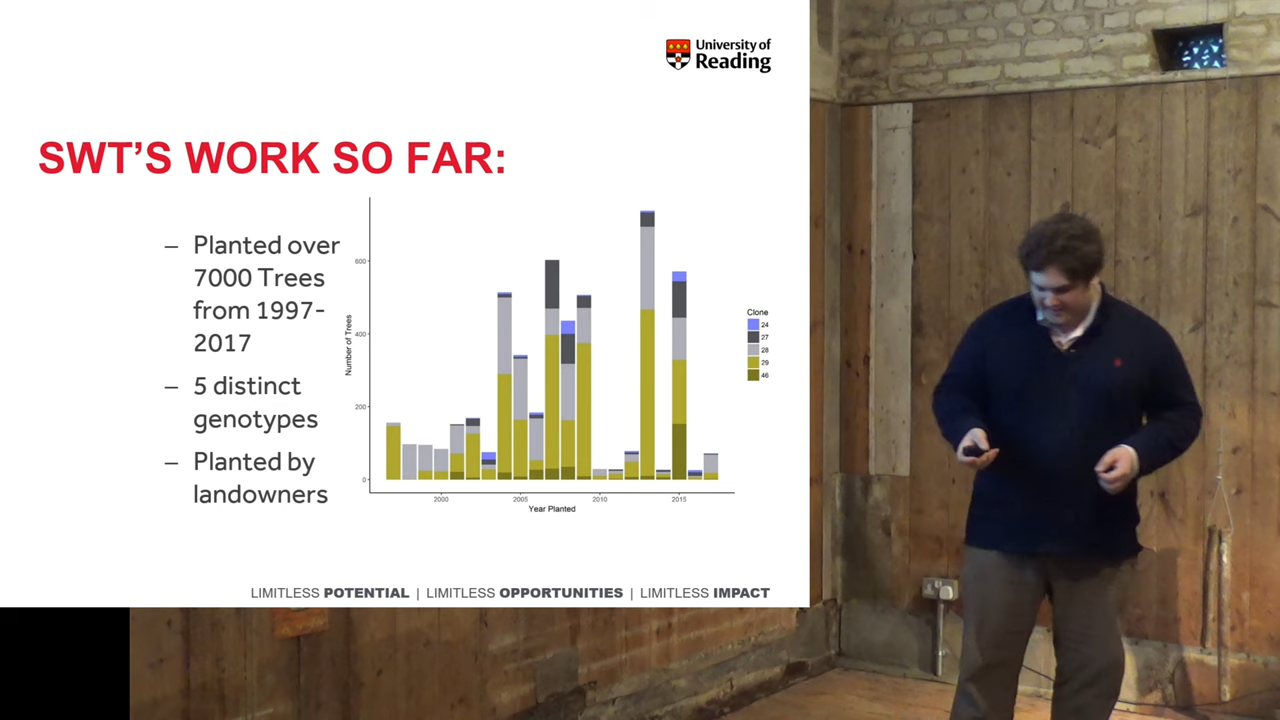 University of
Reading
SWT'S WORK SO FAR:
– Planted over
7000 Trees
from 1997-
2017
– 5 distinct
genotypes
– Planted by
landowners
Number of Trees
600
400
200
0
2000
2005
2010
2015
Year Planted
Clone
24
27
28
29
46
LIMITLESS POTENTIAL | LIMITLESS OPPORTUNITIES | LIMITLESS IMPACT